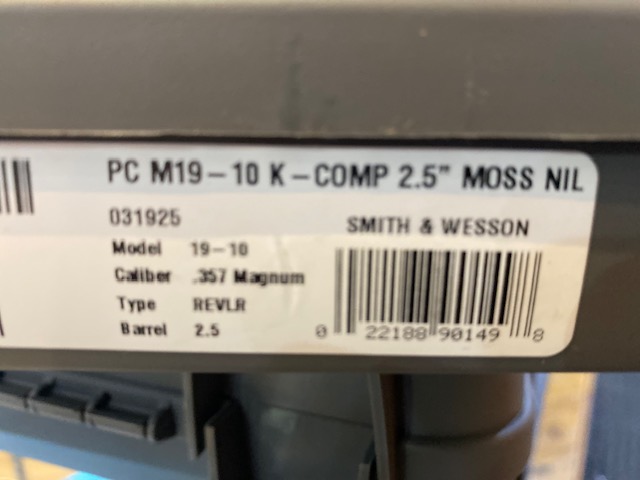 PC M19-10 K-COMP 2.5" MOSS NIL
031925
SMITH & WESSON
Model 19-10
Caliber .357 Magnum
Type REVLR
Barrel 2.5
0 22188 90149 8